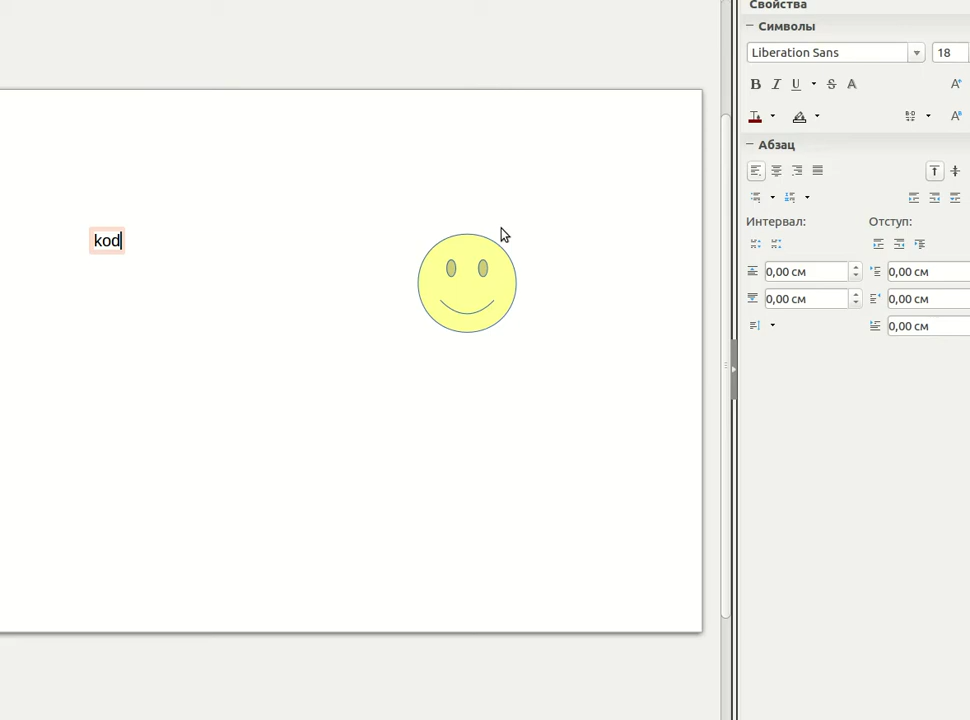 Свойства
Символы
Liberation Sans
18
Абзац
kod
Интервал:
Отступ:
0,00 см
0,00 см
0,00 см
0,00 см
0,00 см